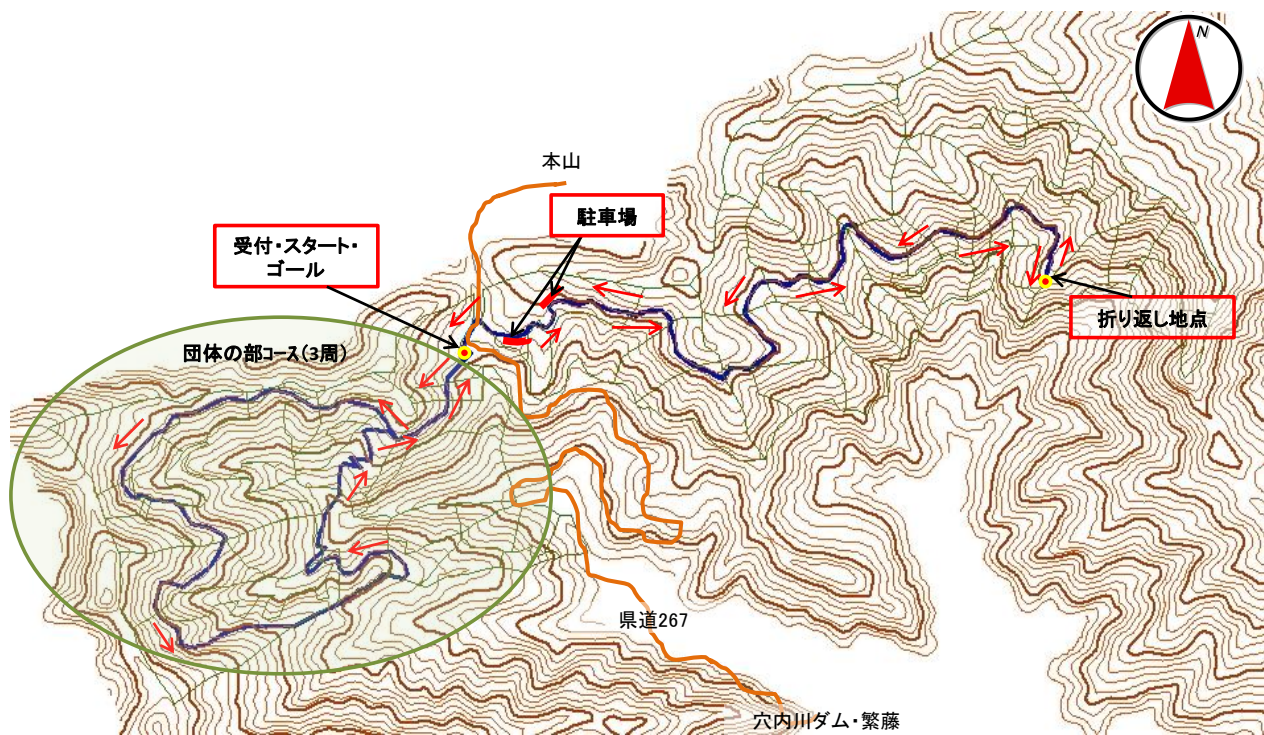 N
本山
駐車場
受付・スタート・
ゴール
折り返し地点
団体の部コース(3周)
県道267
穴内川ダム・繁藤